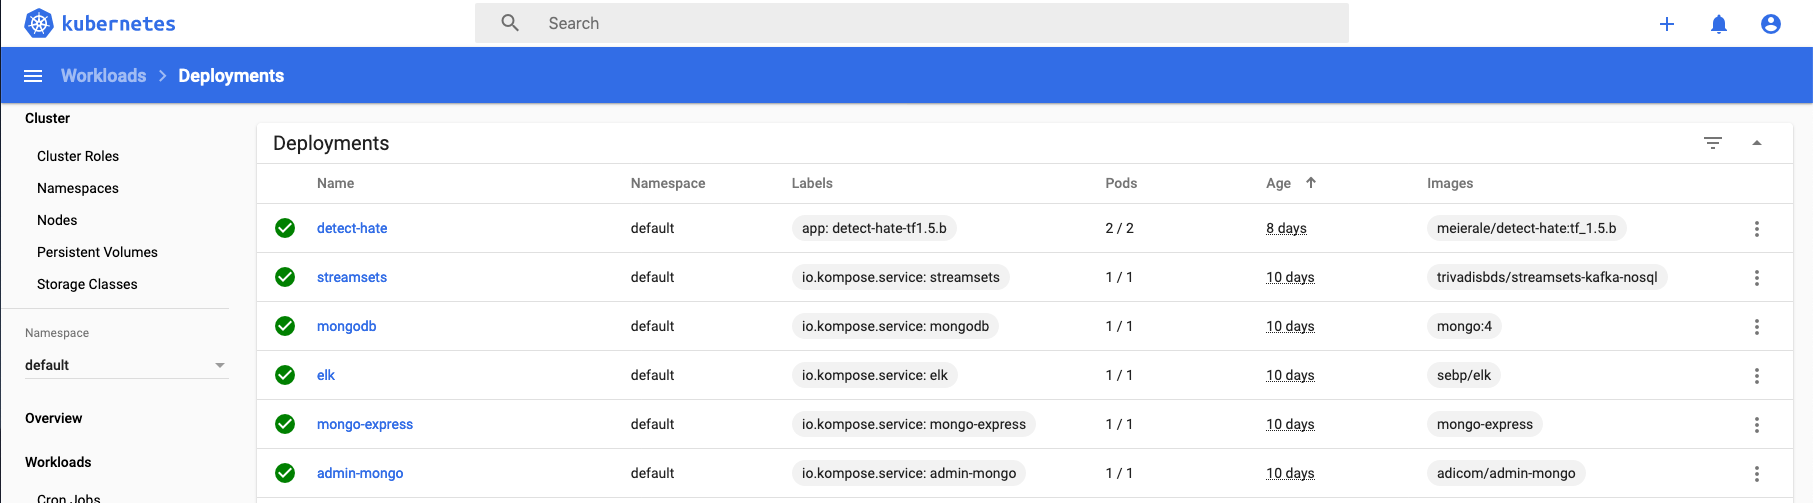 kubernetes
Search
Workloads > Deployments
Cluster
Cluster Roles
Namespaces
Nodes
Persistent Volumes
Storage Classes
Namespace
default
Overview
Workloads
Cron Jobs
Deployments
Name Namespace Labels Pods Age Images
detect-hate default app: detect-hate-tf1.5.b 2 / 2 8 days meierale/detect-hate:tf_1.5.b
streamsets default io.kompose.service: streamsets 1 / 1 10 days trivadisbds/streamsets-kafka-nosql
mongodb default io.kompose.service: mongodb 1 / 1 10 days mongo:4
elk default io.kompose.service: elk 1 / 1 10 days sebp/elk
mongo-express default io.kompose.service: mongo-express 1 / 1 10 days mongo-express
admin-mongo default io.kompose.service: admin-mongo 1 / 1 10 days adicom/admin-mongo